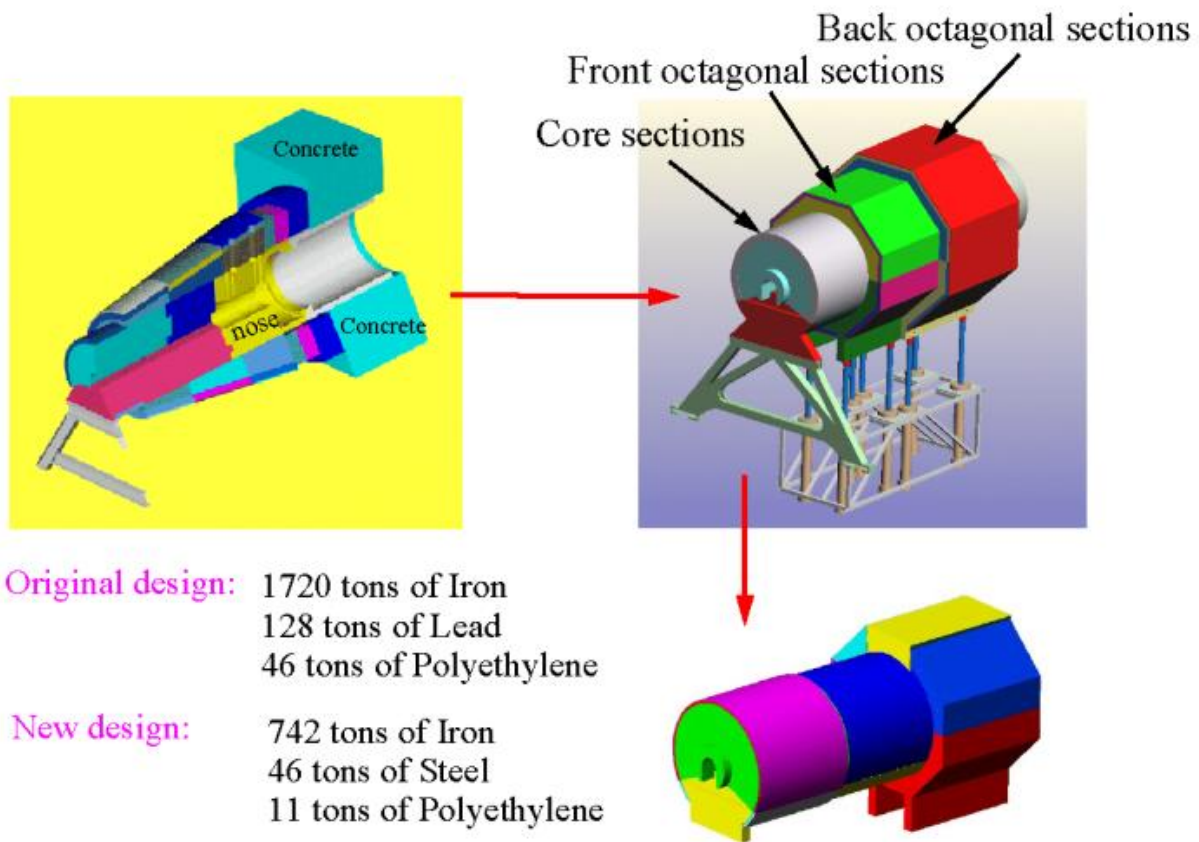 Back octagonal sections
Front octagonal sections
Core sections
Concrete
nose
Concrete
Original design: 1720 tons of Iron
128 tons of Lead
46 tons of Polyethylene
New design: 742 tons of Iron
46 tons of Steel
11 tons of Polyethylene